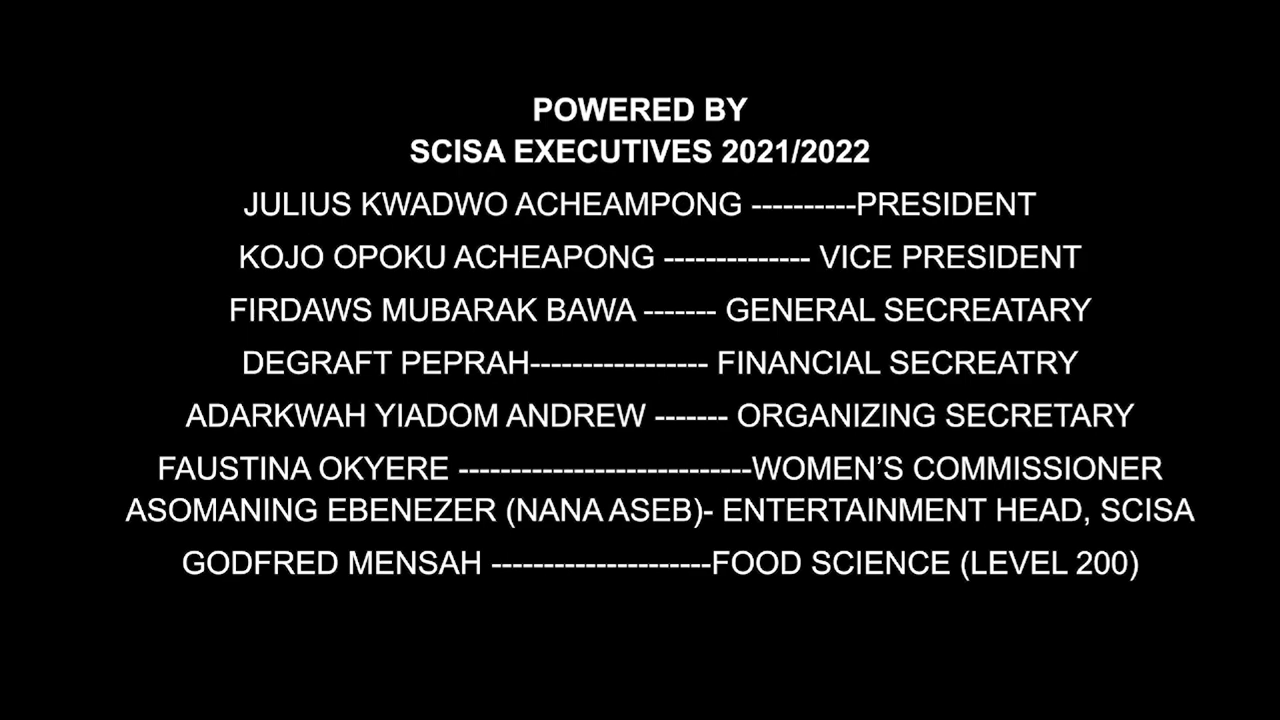 POWERED BY
SCISA EXECUTIVES 2021/2022
JULIUS KWADWO ACHEAMPONG ----------PRESIDENT
KOJO OPOKU ACHEAPONG -------------- VICE PRESIDENT
FIRDAWS MUBARAK BAWA ------- GENERAL SECREATARY
DEGRAFT PEPRAH----------------- FINANCIAL SECREATRY
ADARKWAH YIADOM ANDREW ------- ORGANIZING SECRETARY
FAUSTINA OKYERE ----------------------------WOMEN’S COMMISSIONER
ASOMANING EBENEZER (NANA ASEB)- ENTERTAINMENT HEAD, SCISA
GODFRED MENSAH ---------------------FOOD SCIENCE (LEVEL 200)